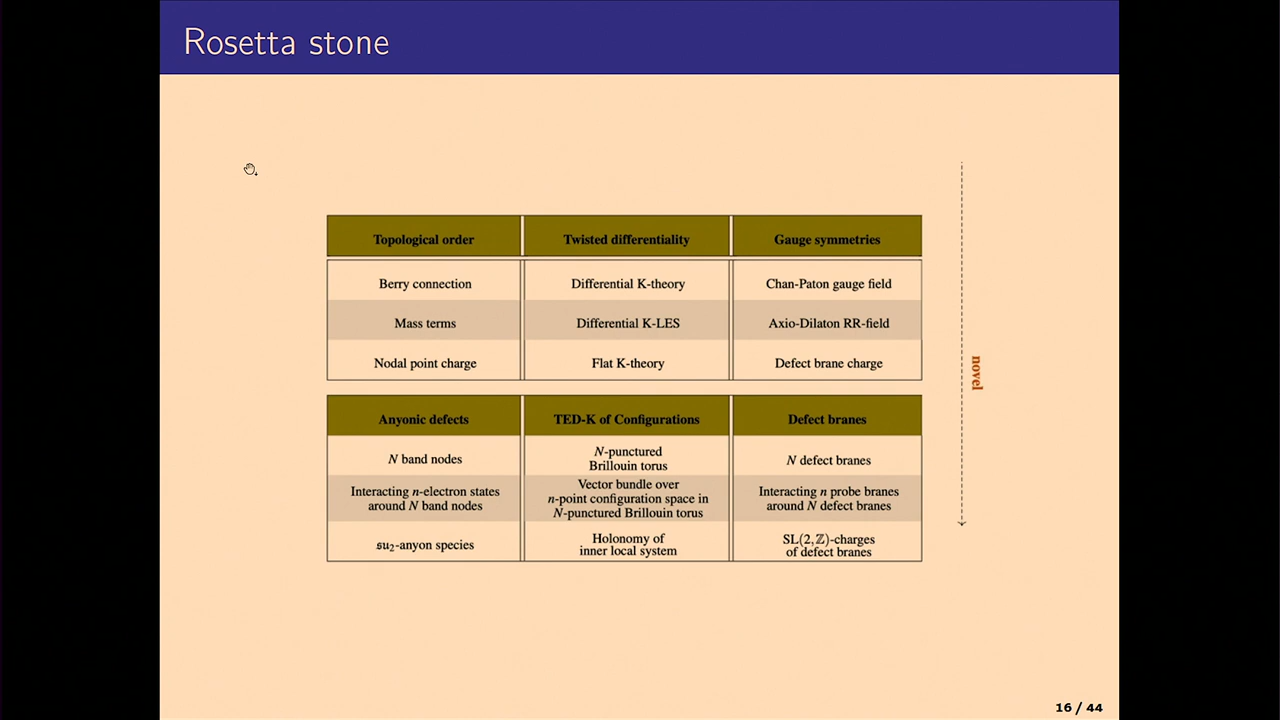 Rosetta stone
Topological order Twisted differentiality Gauge symmetries
Berry connection Differential K-theory Chan-Paton gauge field
Mass terms Differential K-LES Axio-Dilaton RR-field
Nodal point charge Flat K-theory Defect brane charge
novel
Anyonic defects TED-K of Configurations Defect branes
N band nodes
N-punctured
Brillouin torus
N defect branes
Interacting n-electron states
around N band nodes
Vector bundle over
n-point configuration space in
N-punctured Brillouin torus
Interacting n probe branes
around N defect branes
𝔰𝔲₂-anyon species
Holonomy of
inner local system
SL(2,ℤ)-charges
of defect branes
16 / 44